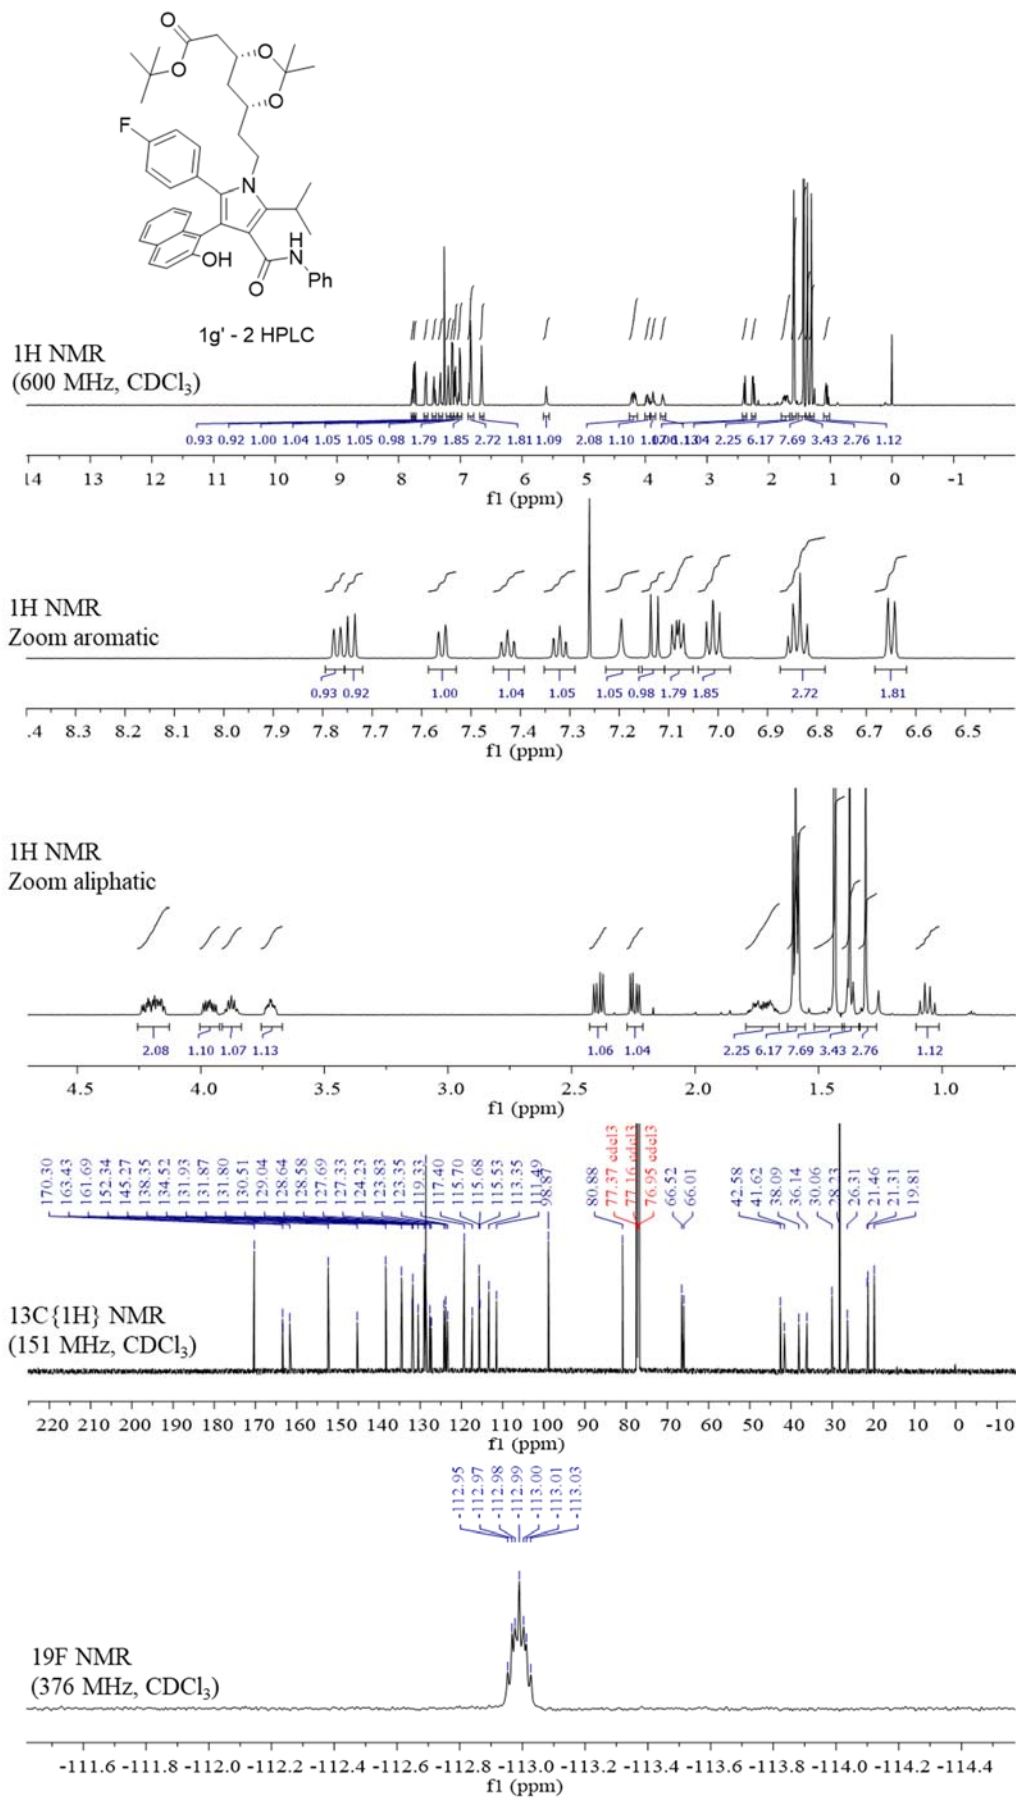 O
O
O
O
F
N
OH
H
N
O
Ph
1g' - 2 HPLC
1H NMR
(600 MHz, CDCl₃)
0.93 0.92 1.00 1.04 1.05 1.05 0.98 1.79 1.85 2.72 1.81 1.09 2.08 1.10 2.25 6.17 7.69 3.43 2.76 1.12
14 13 12 11 10 9 8 7 6 5 4 3 2 1 0 -1
f1 (ppm)
1H NMR
Zoom aromatic
0.93 0.92 1.00 1.04 1.05 1.05 0.98 1.79 1.85 2.72 1.81
.4 8.3 8.2 8.1 8.0 7.9 7.8 7.7 7.6 7.5 7.4 7.3 7.2 7.1 7.0 6.9 6.8 6.7 6.6 6.5
f1 (ppm)
1H NMR
Zoom aliphatic
2.08 1.10 1.07 1.13 1.06 1.04 2.25 6.17 7.69 3.43 2.76 1.12
4.5 4.0 3.5 3.0 2.5 2.0 1.5 1.0
f1 (ppm)
170.30
163.43
161.69
152.34
145.27
138.35
134.52
131.93
131.87
131.80
130.51
129.04
128.64
128.58
127.69
127.33
124.23
123.83
123.35
119.33
117.40
115.70
115.68
115.53
113.35
111.49
98.87
80.88
77.37 cdcl3
77.16 cdcl3
76.95 cdcl3
66.52
66.01
42.58
41.62
38.09
36.14
30.06
28.23
26.31
21.46
21.31
19.81
13C{1H} NMR
(151 MHz, CDCl₃)
220 210 200 190 180 170 160 150 140 130 120 110 100 90 80 70 60 50 40 30 20 10 0 -10
f1 (ppm)
-112.95
-112.97
-112.98
-112.99
-113.00
-113.01
-113.03
19F NMR
(376 MHz, CDCl₃)
-111.6 -111.8 -112.0 -112.2 -112.4 -112.6 -112.8 -113.0 -113.2 -113.4 -113.6 -113.8 -114.0 -114.2 -114.4
f1 (ppm)